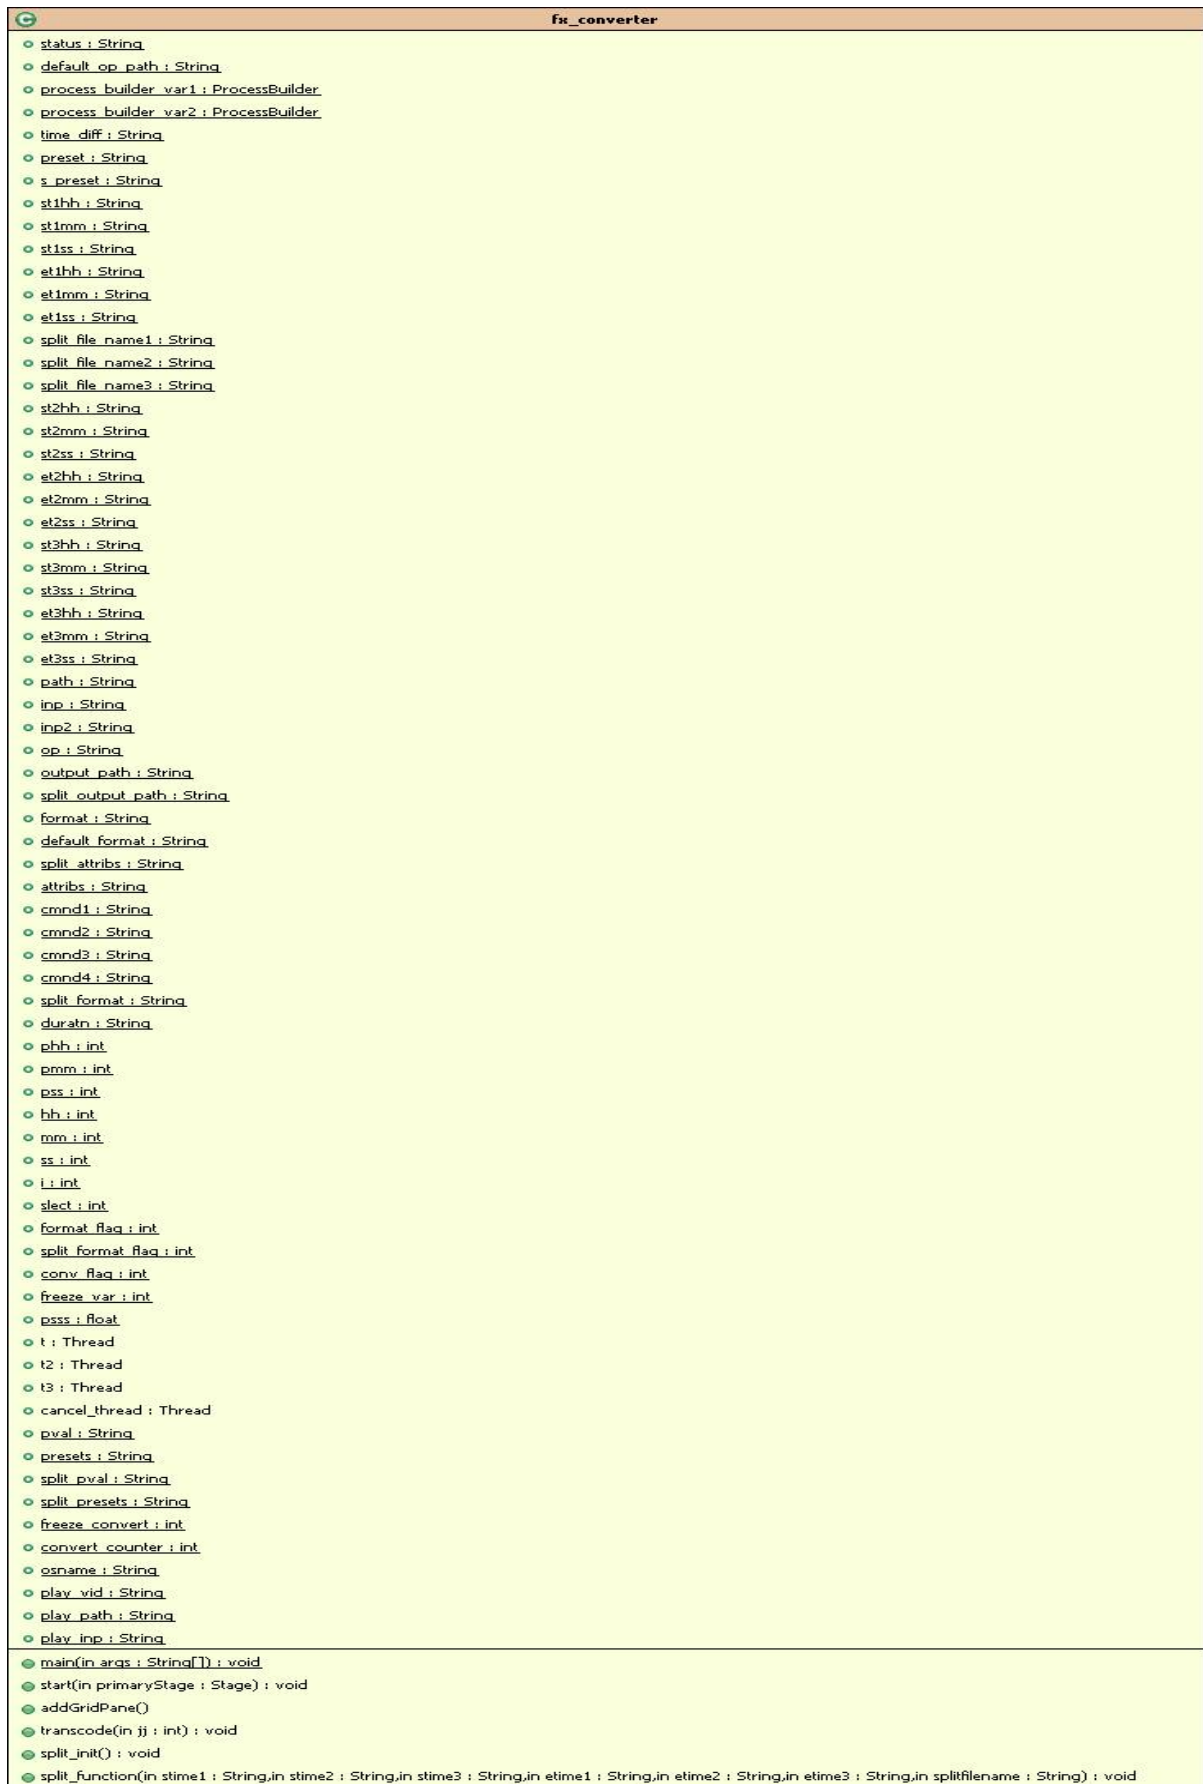 fx_converter
status : String
default_op_path : String
process_builder_var1 : ProcessBuilder
process_builder_var2 : ProcessBuilder
time_diff : String
preset : String
s_preset : String
st1hh : String
st1mm : String
st1ss : String
et1hh : String
et1mm : String
et1ss : String
split_file_name1 : String
split_file_name2 : String
split_file_name3 : String
st2hh : String
st2mm : String
st2ss : String
et2hh : String
et2mm : String
et2ss : String
st3hh : String
st3mm : String
st3ss : String
et3hh : String
et3mm : String
et3ss : String
path : String
inp : String
inp2 : String
op : String
output_path : String
split_output_path : String
format : String
default_format : String
split_attribs : String
attribs : String
cmnd1 : String
cmnd2 : String
cmnd3 : String
cmnd4 : String
split_format : String
duratn : String
phh : int
pmm : int
pss : int
hh : int
mm : int
ss : int
i : int
slect : int
format_flag : int
split_format_flag : int
conv_flag : int
freeze_var : int
psss : float
t : Thread
t2 : Thread
t3 : Thread
cancel_thread : Thread
pval : String
presets : String
split_pval : String
split_presets : String
freeze_convert : int
convert_counter : int
osname : String
play_vid : String
play_path : String
play_inp : String
main(in args : String[]) : void
start(in primaryStage : Stage) : void
addGridPane()
transcode(in jj : int) : void
split_init() : void
split_function(in stime1 : String,in stime2 : String,in stime3 : String,in etime1 : String,in etime2 : String,in etime3 : String,in splitfilename : String) : void